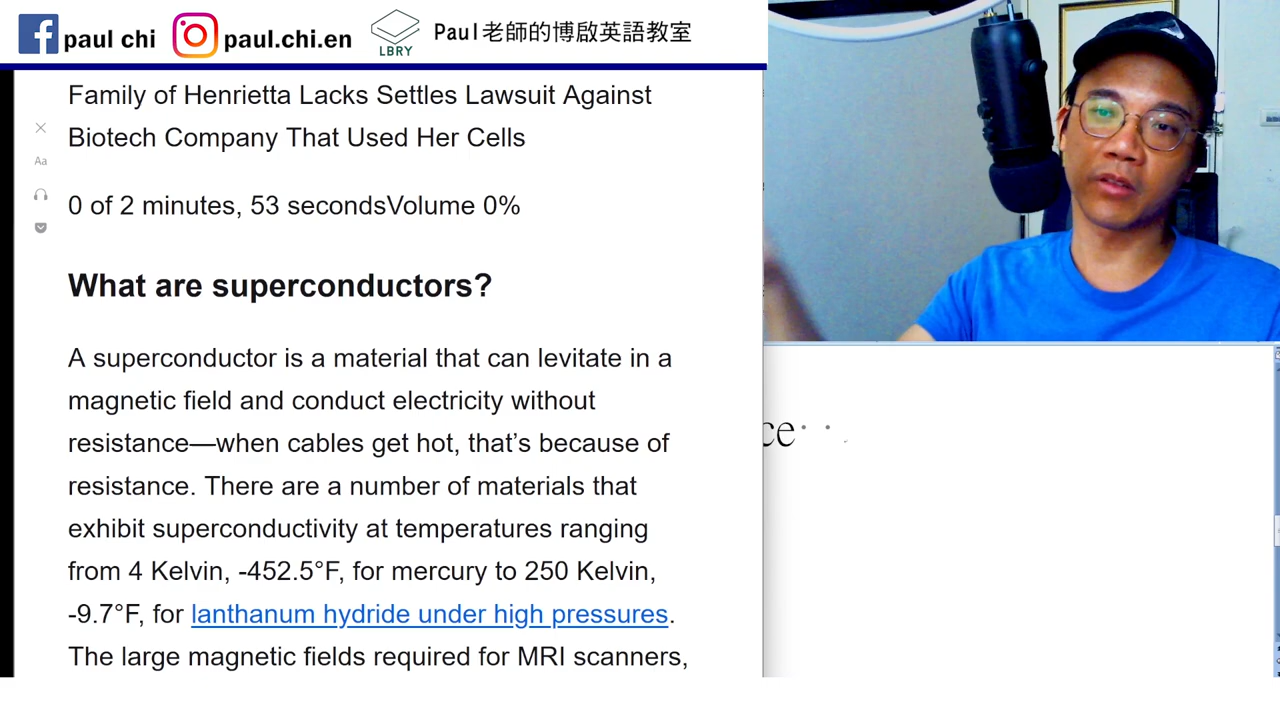 paul chi
paul.chi.en
LBRY
Paul老師的博啟英語教室
Family of Henrietta Lacks Settles Lawsuit Against
Biotech Company That Used Her Cells
Aa
0 of 2 minutes, 53 secondsVolume 0%
What are superconductors?
A superconductor is a material that can levitate in a
magnetic field and conduct electricity without
resistance—when cables get hot, that’s because of
resistance. There are a number of materials that
exhibit superconductivity at temperatures ranging
from 4 Kelvin, -452.5°F, for mercury to 250 Kelvin,
-9.7°F, for lanthanum hydride under high pressures.
The large magnetic fields required for MRI scanners,
ce